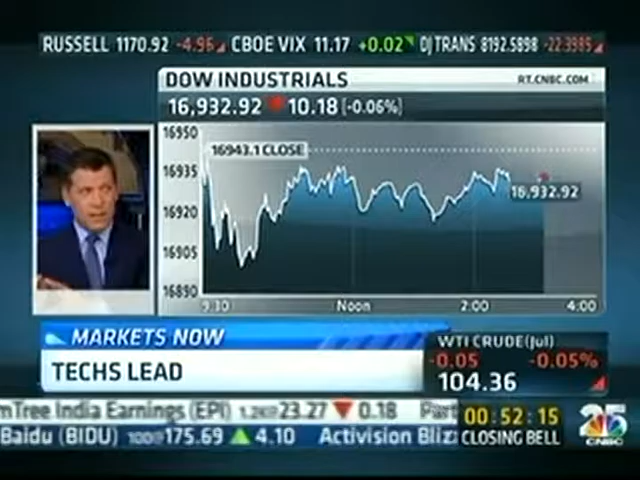 RUSSELL 1170.92 -4.96 CBOE VIX 11.17 +0.02 DJ TRANS 8192.5898 -22.3985
DOW INDUSTRIALS RT.CNBC.COM
16,932.92 10.18 [-0.06%]
16950
16943.1 CLOSE
16935
16,932.92
16920
16905
16890
9:30 Noon 2:00 4:00
MARKETS NOW
TECHS LEAD
WTI CRUDE(Jul)
-0.05 -0.05%
104.36
mTree India Earnings (EPI) 1.2K@23.27 ▼ 0.18 Part
Baidu (BIDU) 100@175.69 ▲ 4.10 Activision Bliz
00:52:15
CLOSING BELL
25
CNBC